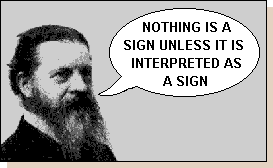 NOTHING IS A
SIGN UNLESS IT IS
INTERPRETED AS
A SIGN